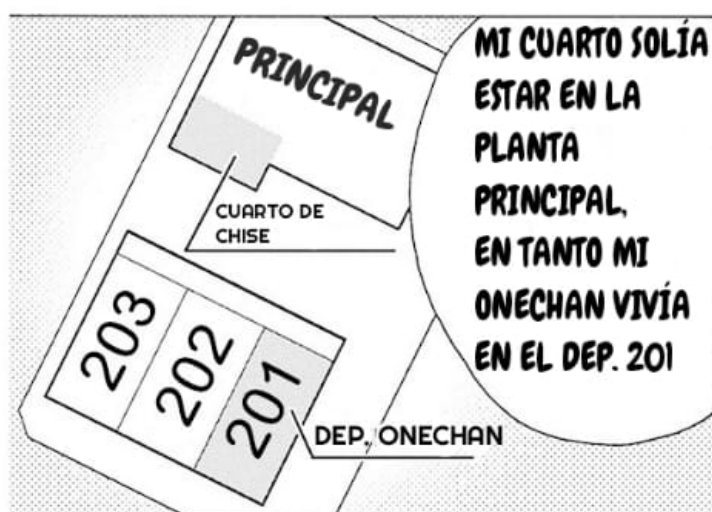 PRINCIPAL
MI CUARTO SOLÍA
ESTAR EN LA
PLANTA
PRINCIPAL,
EN TANTO MI
ONECHAN VIVÍA
EN EL DEP. 201
CUARTO DE
CHISE
203
202
201
DEP. ONECHAN